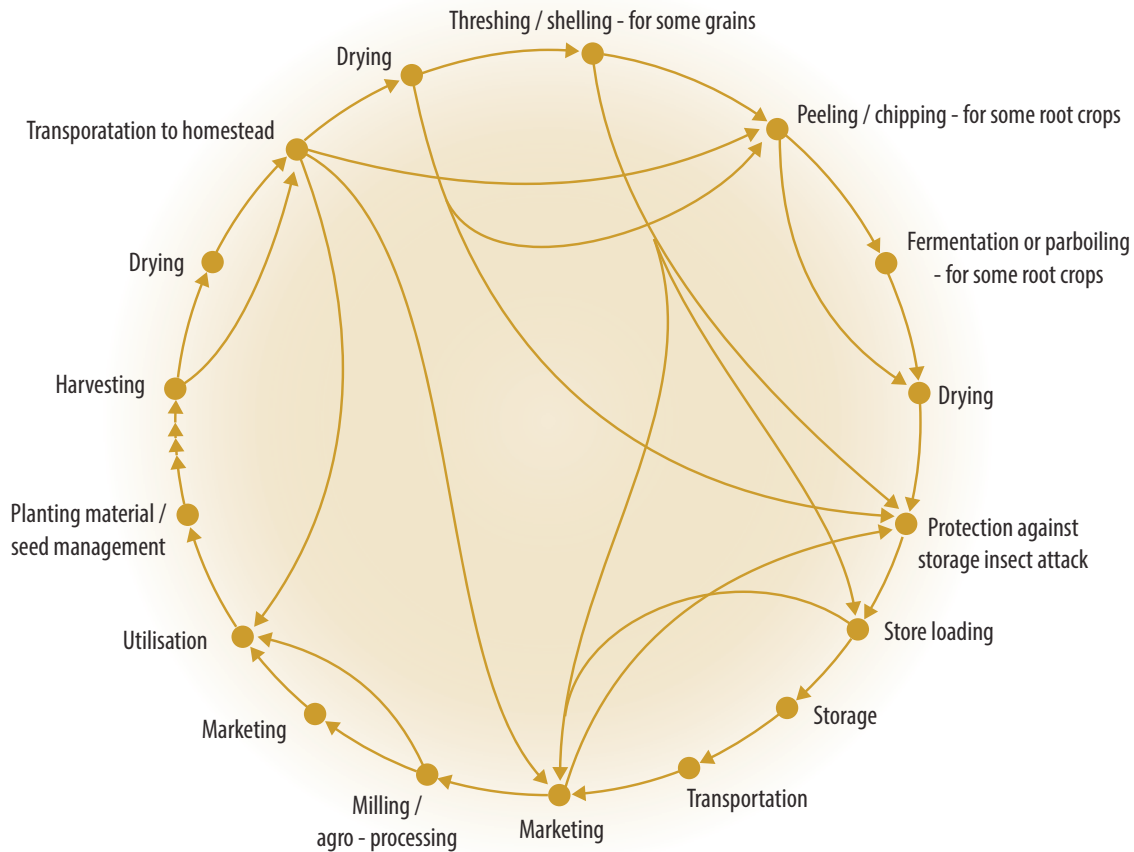 Threshing / shelling - for some grains
Drying
Peeling / chipping - for some root crops
Transporatation to homestead
Fermentation or parboiling
- for some root crops
Drying
Harvesting
Drying
Planting material /
seed management
Protection against
storage insect attack
Utilisation
Store loading
Marketing
Storage
Milling /
agro - processing
Marketing
Transportation